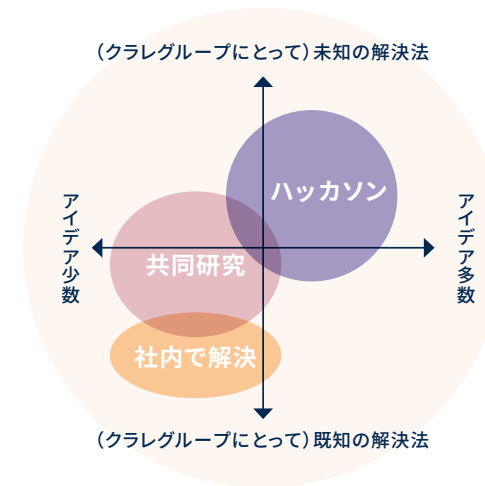 （クラレグループにとって）未知の解決法
ハッカソン
アイデア少数
アイデア多数
共同研究
社内で解決
（クラレグループにとって）既知の解決法